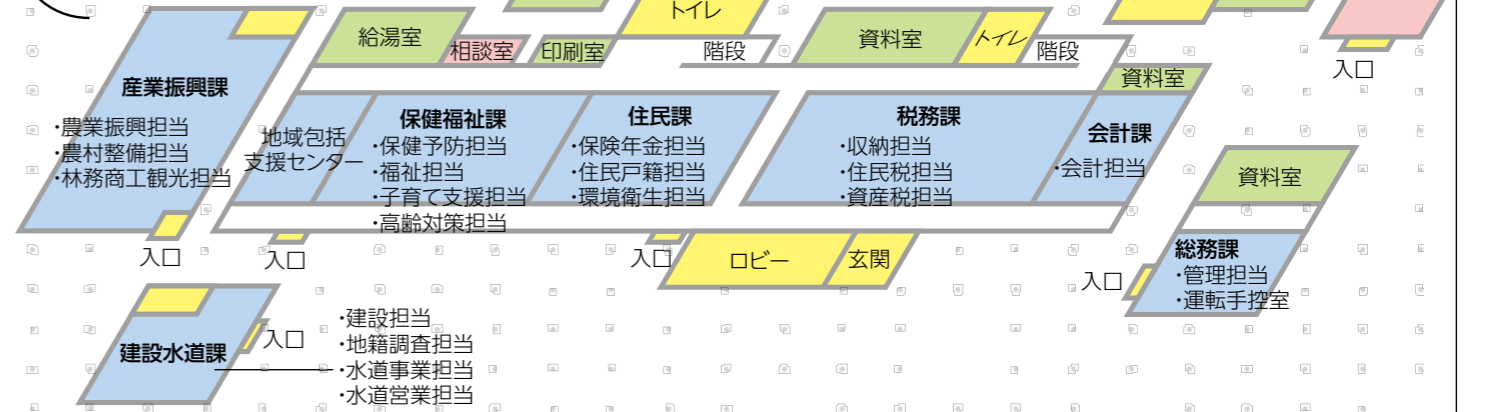 トイレ
給湯室
相談室
印刷室
階段
資料室
トイレ
階段
入口
資料室
産業振興課
・農業振興担当
・農村整備担当
・林務商工観光担当
地域包括
支援センター
保健福祉課
・保健予防担当
・福祉担当
・子育て支援担当
・高齢対策担当
住民課
・保険年金担当
・住民戸籍担当
・環境衛生担当
税務課
・収納担当
・住民税担当
・資産税担当
会計課
・会計担当
資料室
入口
入口
入口
ロビー
玄関
入口
総務課
・管理担当
・運転手控室
建設水道課
入口
・建設担当
・地籍調査担当
・水道事業担当
・水道営業担当